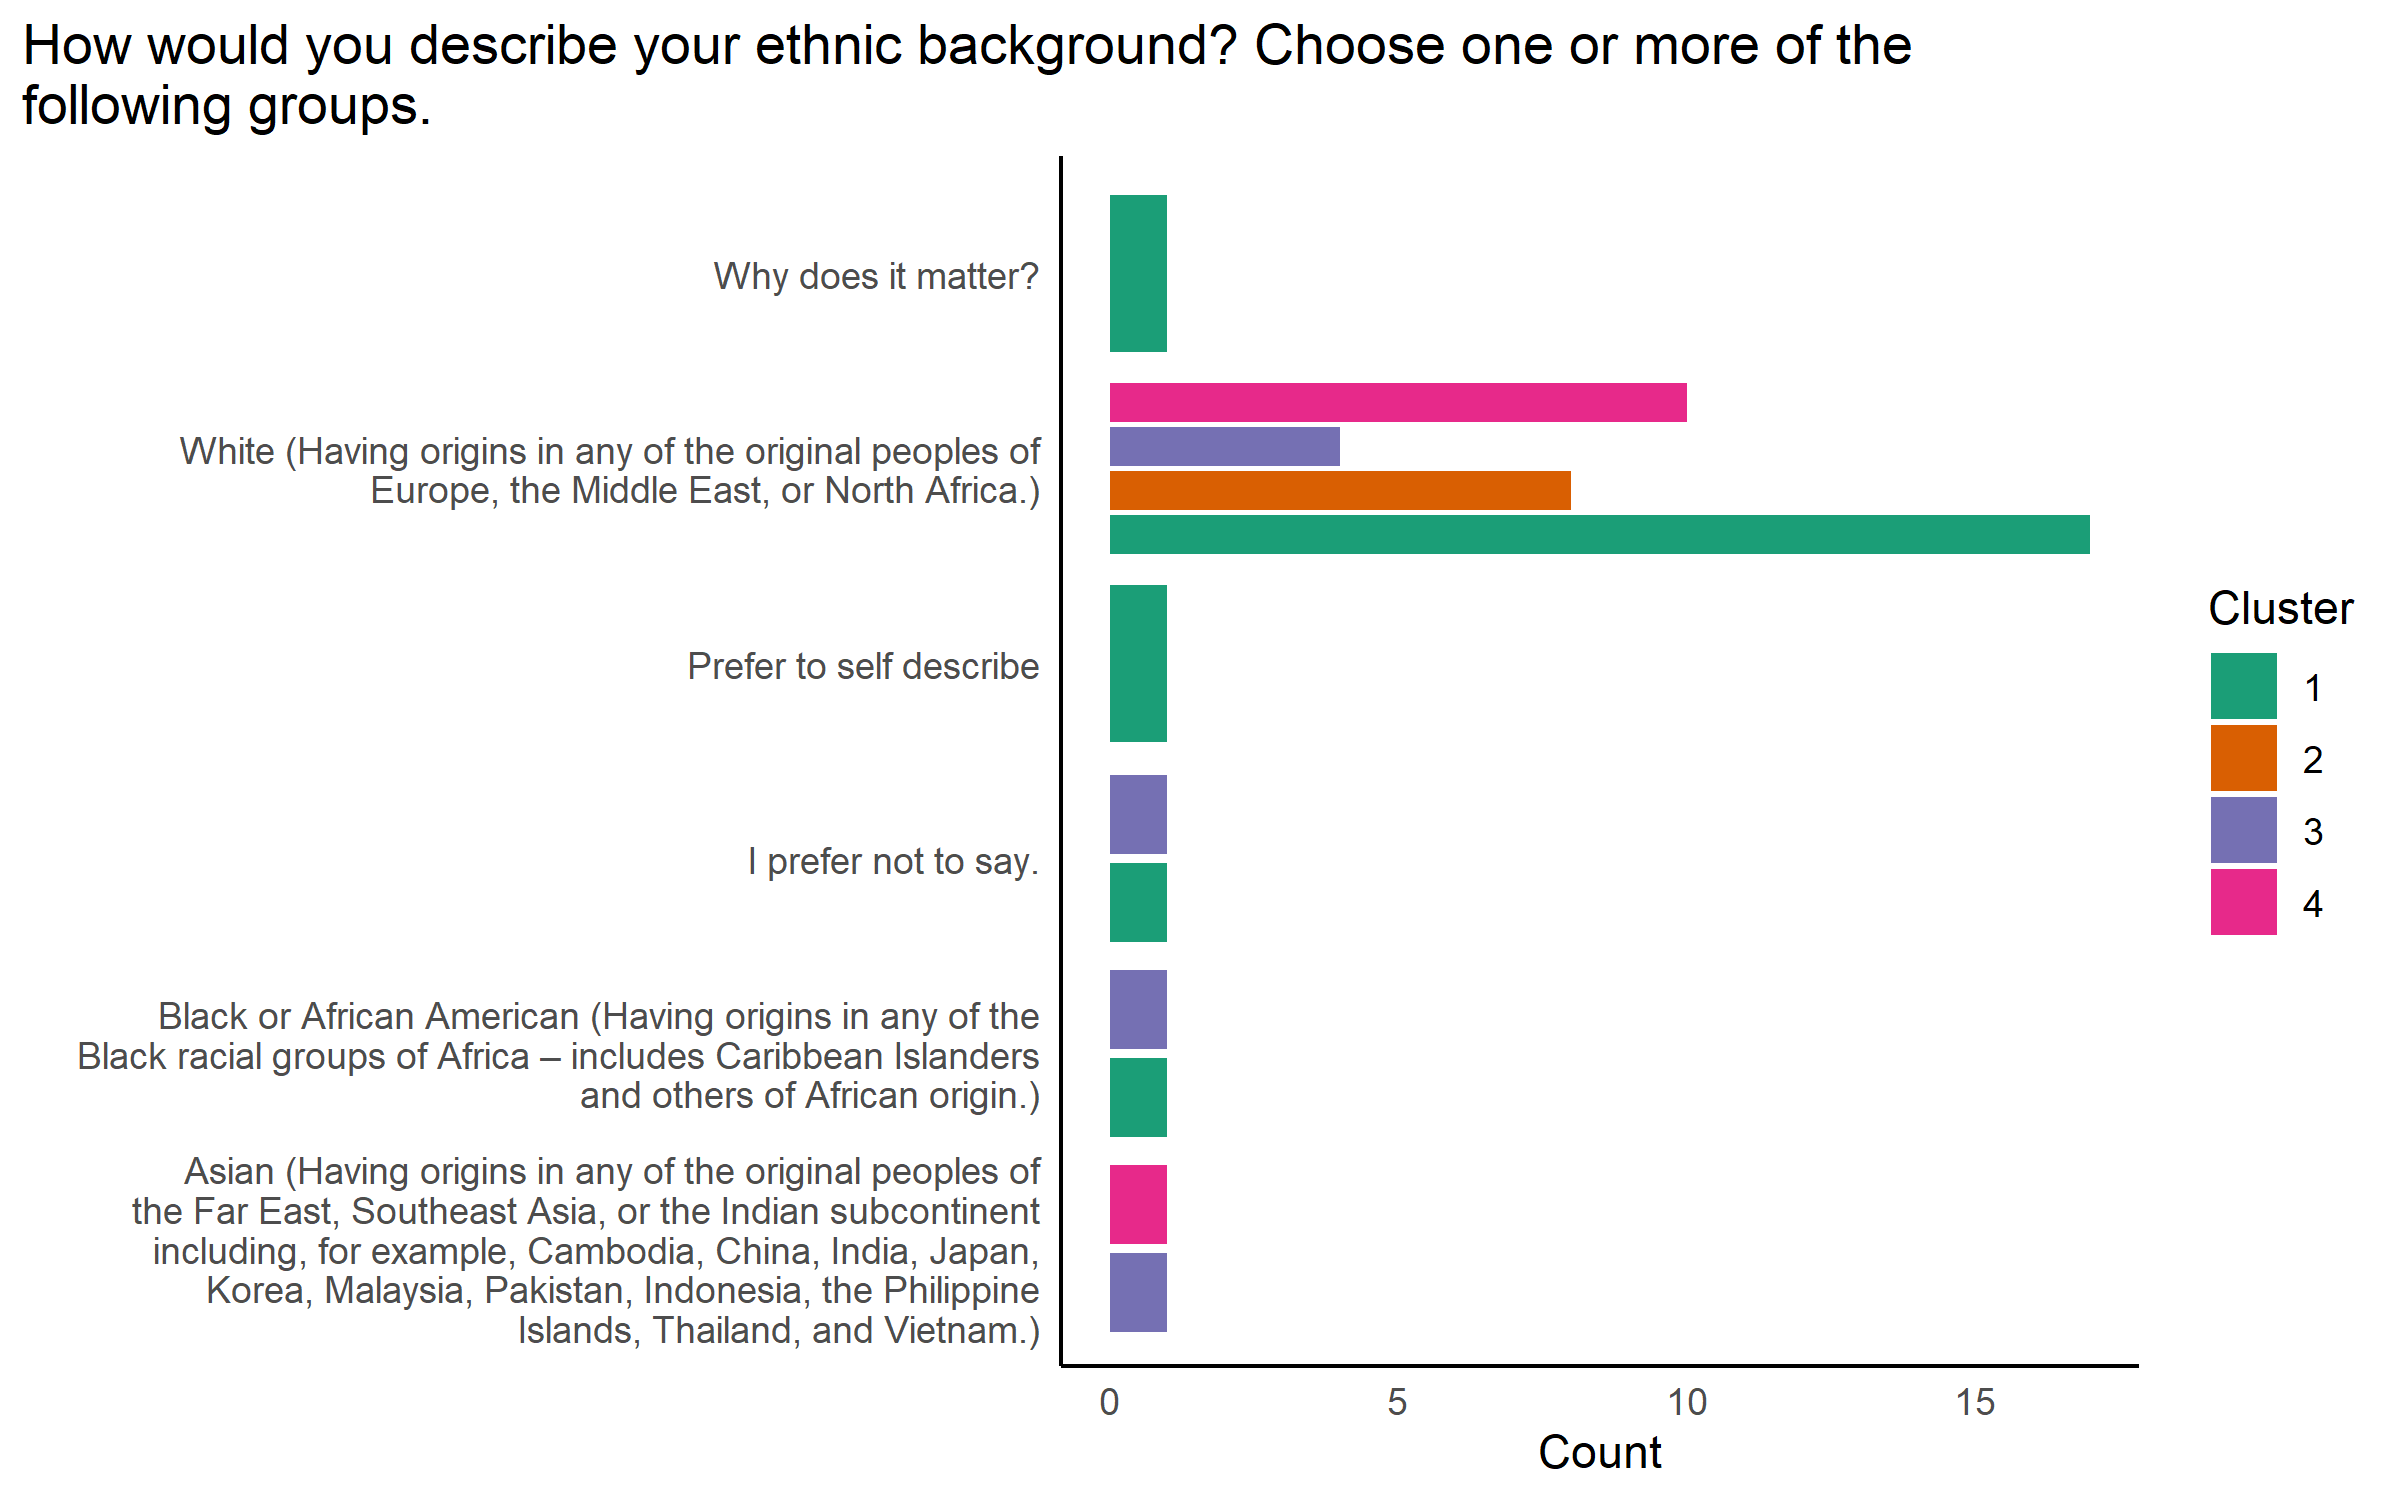 How would you describe your ethnic background? Choose one or more of the
following groups.
Why does it matter?
White (Having origins in any of the original peoples of
Europe, the Middle East, or North Africa.)
Prefer to self describe
I prefer not to say.
Black or African American (Having origins in any of the
Black racial groups of Africa – includes Caribbean Islanders
and others of African origin.)
Asian (Having origins in any of the original peoples of
the Far East, Southeast Asia, or the Indian subcontinent
including, for example, Cambodia, China, India, Japan,
Korea, Malaysia, Pakistan, Indonesia, the Philippine
Islands, Thailand, and Vietnam.)
0 5 10 15
Count
Cluster
1
2
3
4